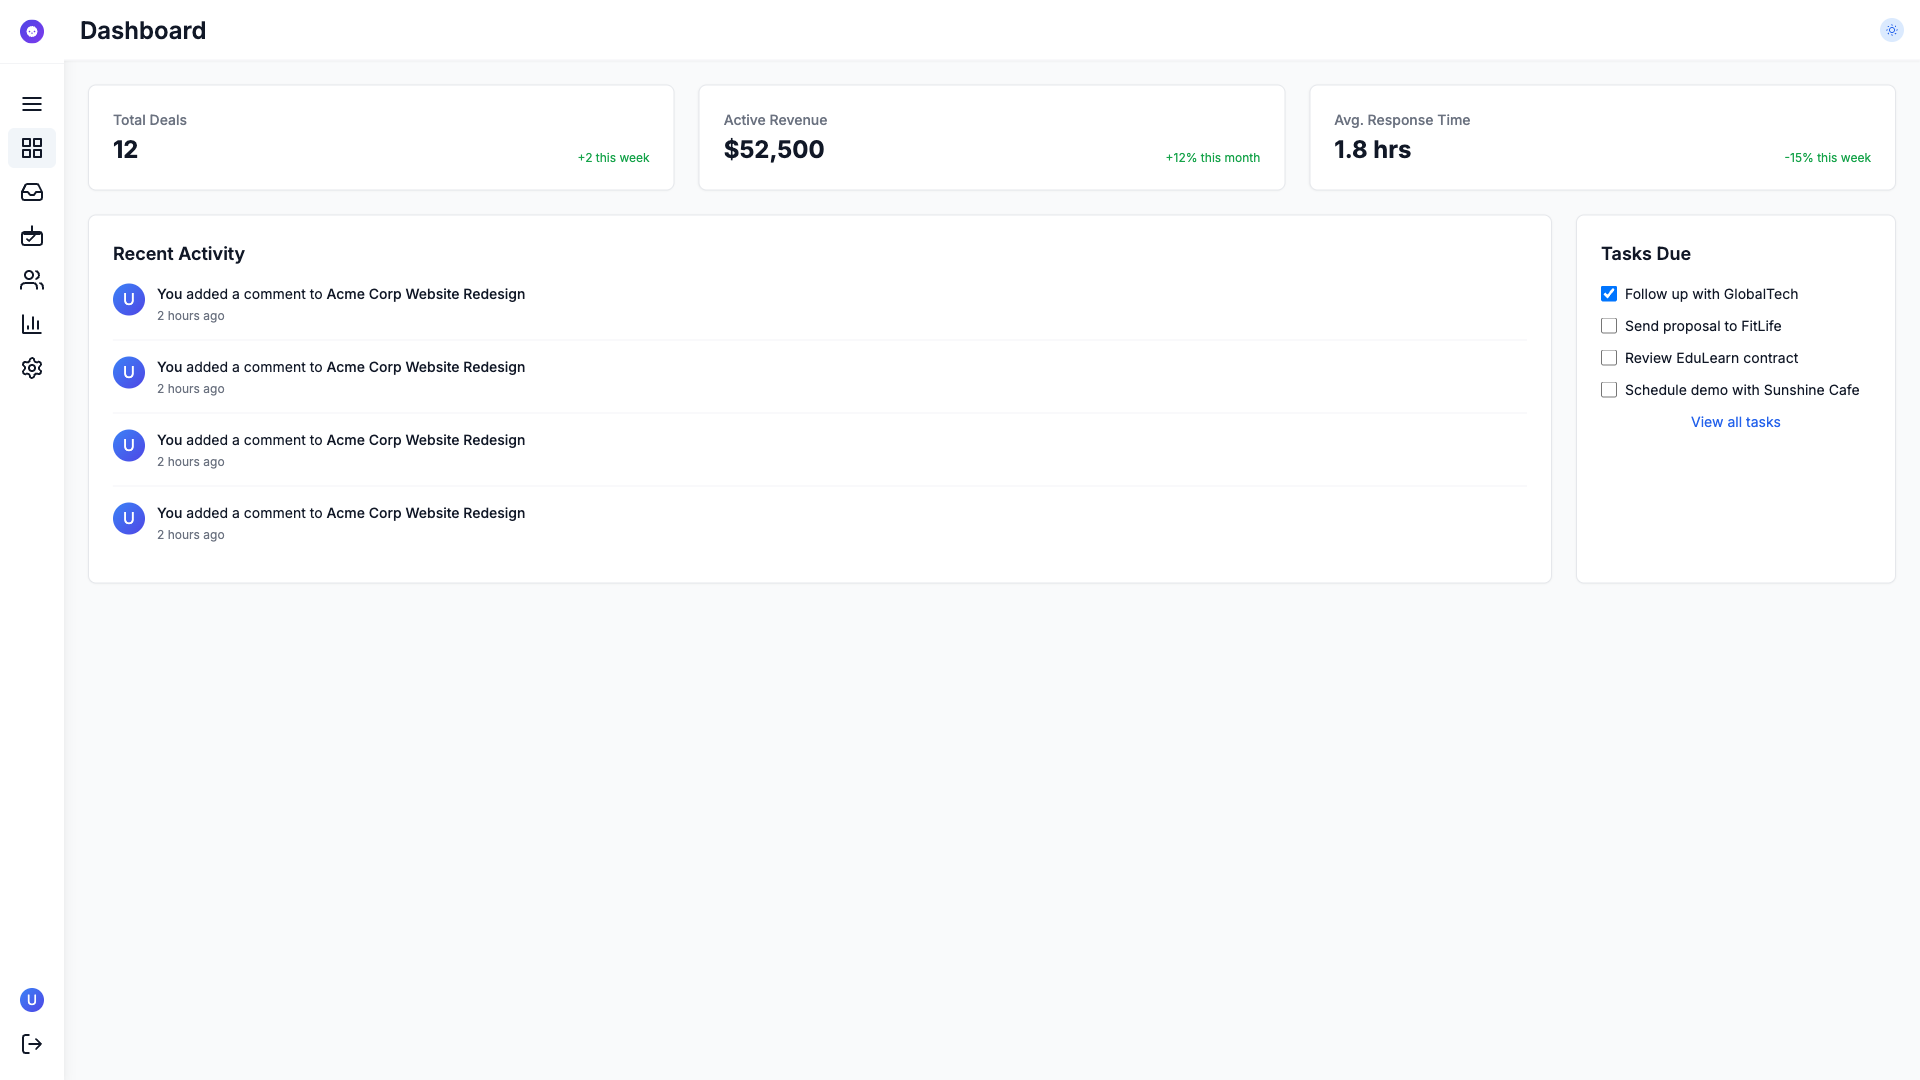 Dashboard
Total Deals
12
+2 this week
Active Revenue
$52,500
+12% this month
Avg. Response Time
1.8 hrs
-15% this week
Recent Activity
U
You added a comment to Acme Corp Website Redesign
2 hours ago
U
You added a comment to Acme Corp Website Redesign
2 hours ago
U
You added a comment to Acme Corp Website Redesign
2 hours ago
U
You added a comment to Acme Corp Website Redesign
2 hours ago
Tasks Due
Follow up with GlobalTech
Send proposal to FitLife
Review EduLearn contract
Schedule demo with Sunshine Cafe
View all tasks
U